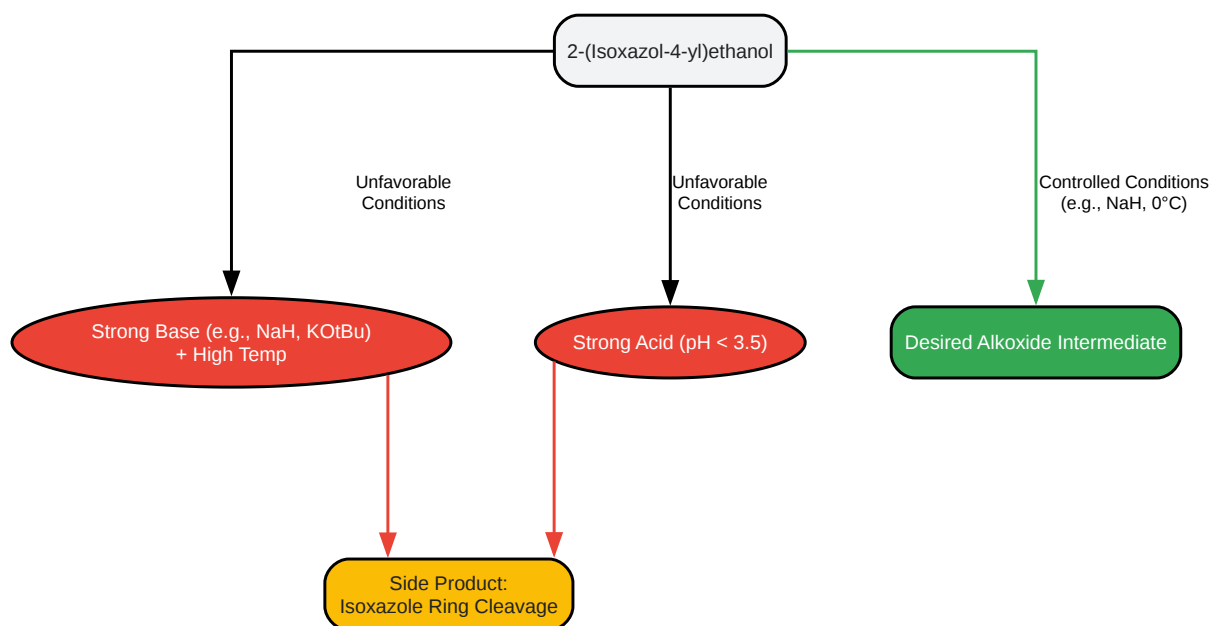 2-(Isoxazol-4-yl)ethanol
Unfavorable
Conditions
Unfavorable
Conditions
Controlled Conditions
(e.g., NaH, 0°C)
Strong Base (e.g., NaH, KOtBu)
+ High Temp
Strong Acid (pH < 3.5)
Desired Alkoxide Intermediate
Side Product:
Isoxazole Ring Cleavage